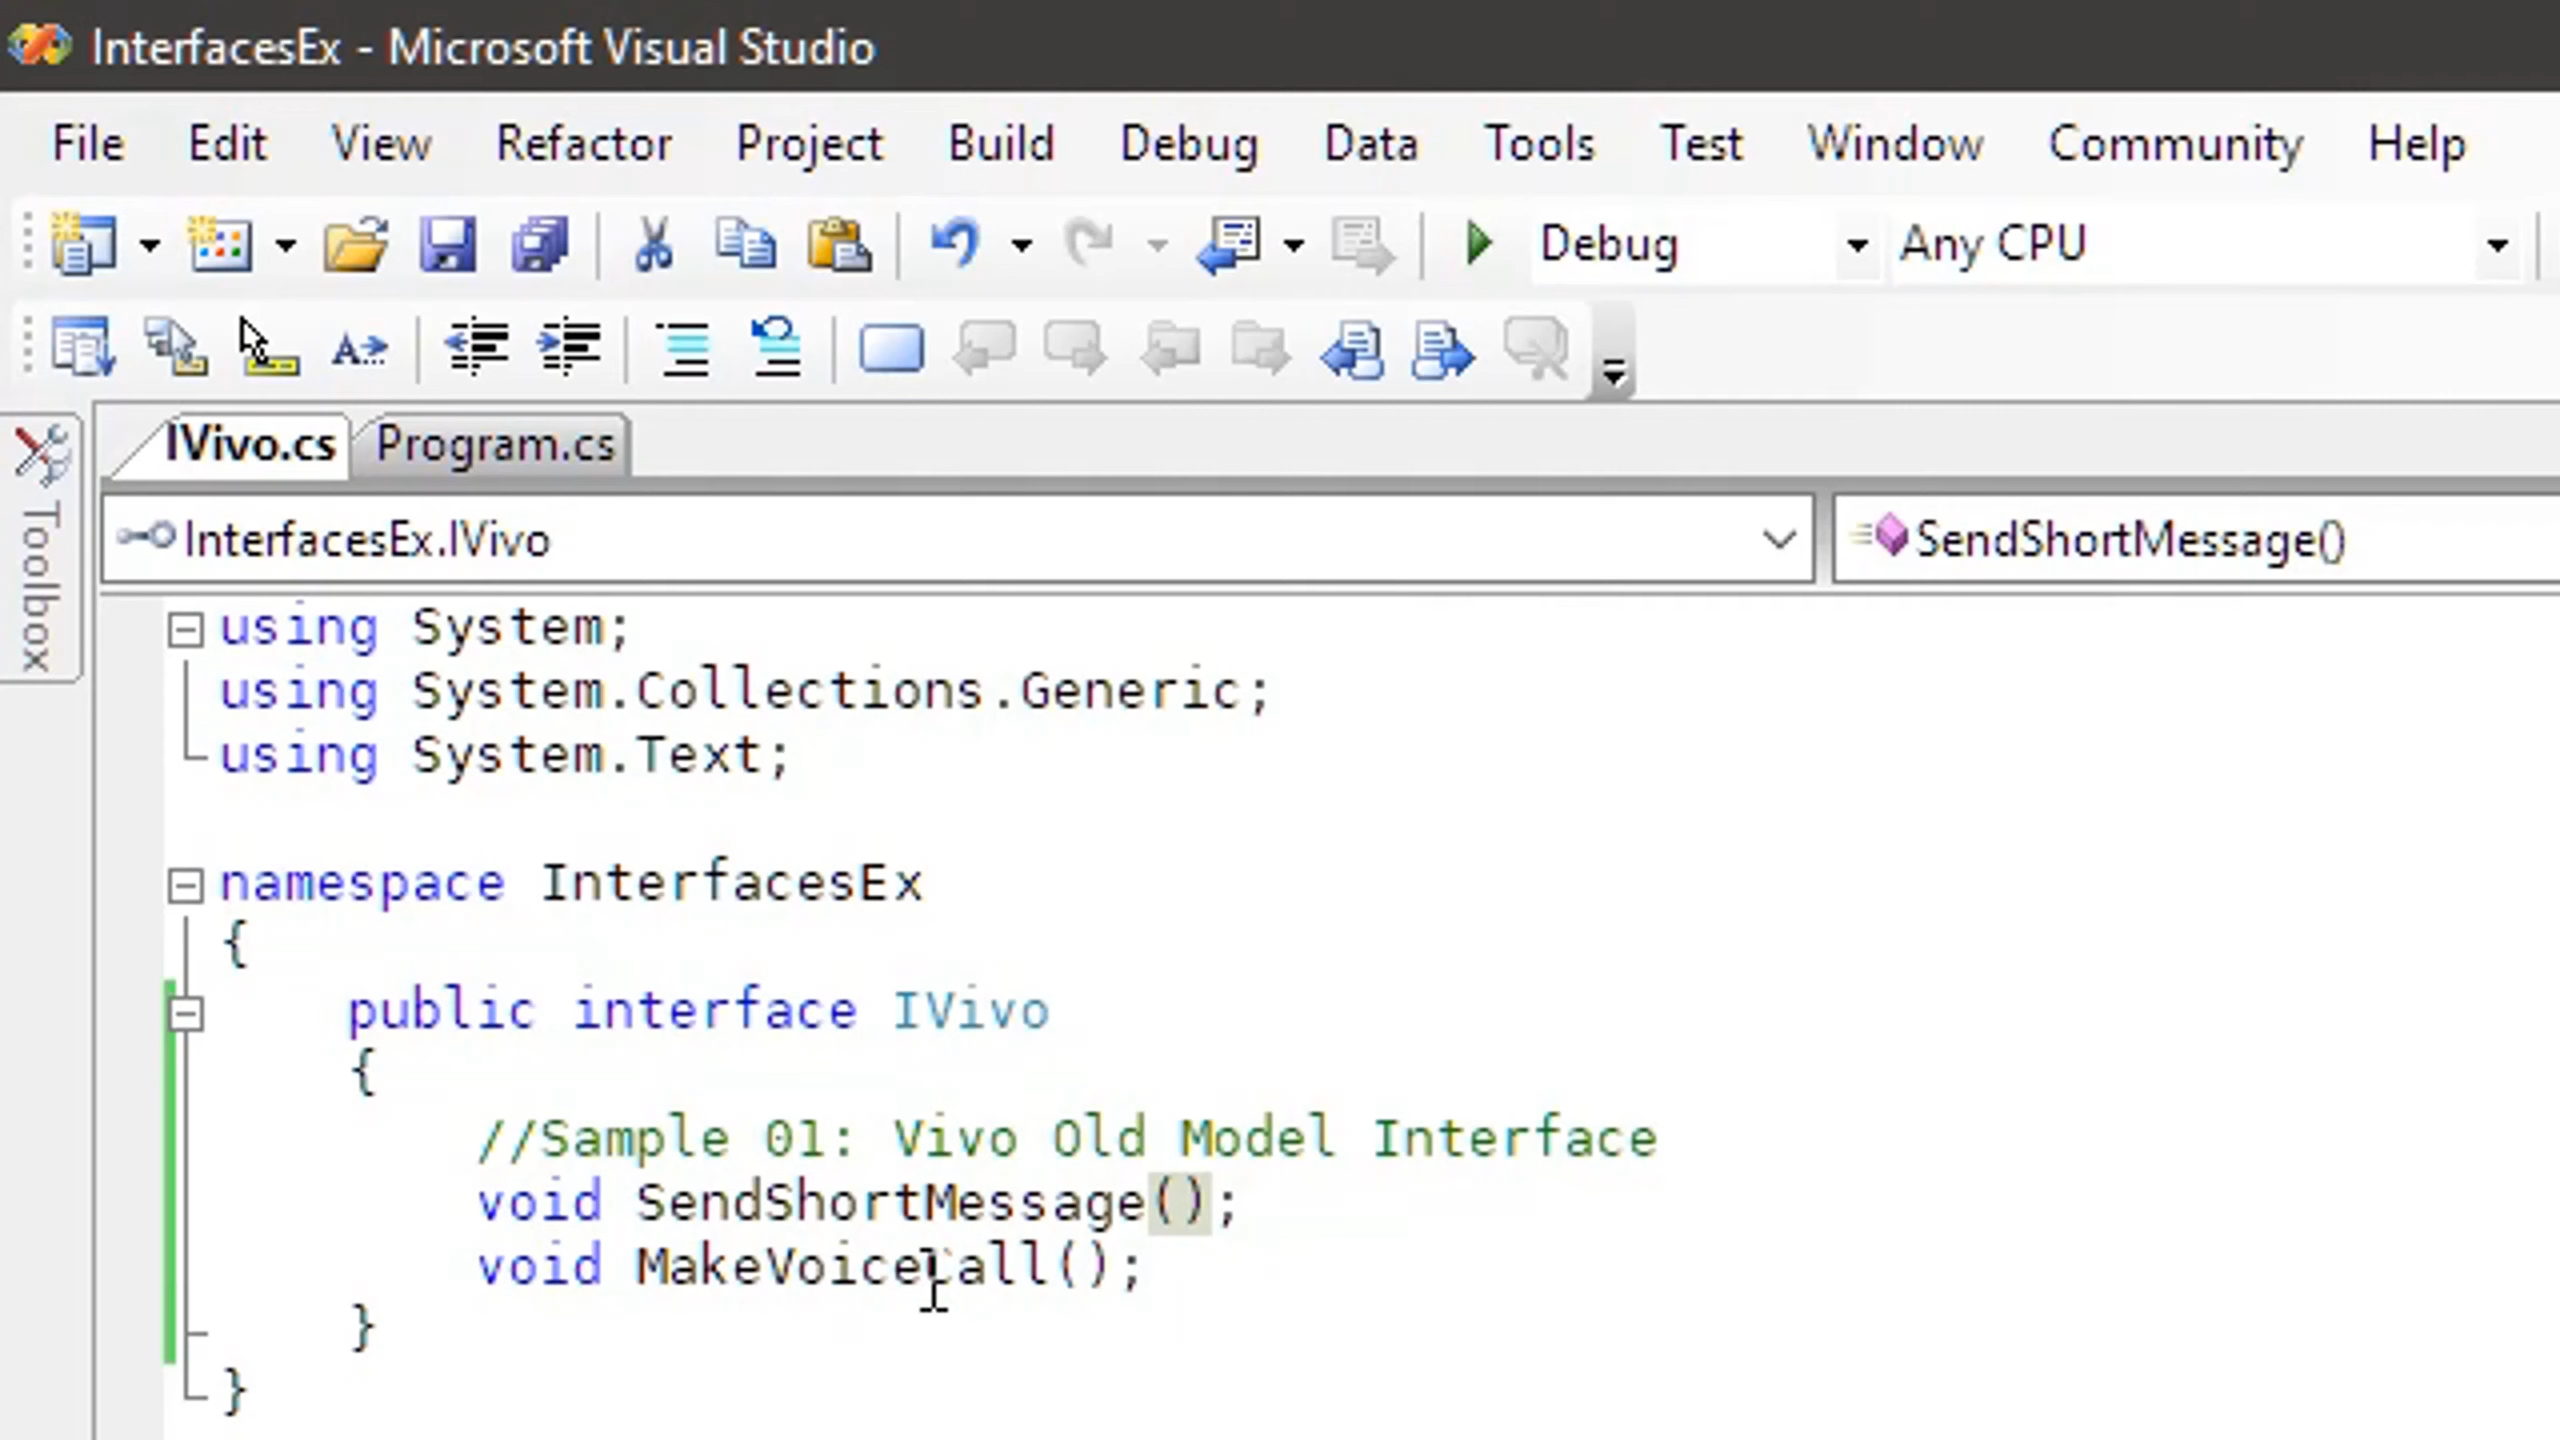 InterfacesEx - Microsoft Visual Studio
File Edit View Refactor Project Build Debug Data Tools Test Window Community Help
Debug Any CPU
IVivo.cs Program.cs
Toolbox
InterfacesEx.IVivo SendShortMessage()
using System;
using System.Collections.Generic;
using System.Text;
namespace InterfacesEx
{
public interface IVivo
{
//Sample 01: Vivo Old Model Interface
void SendShortMessage();
void MakeVoiceCall();
}
}